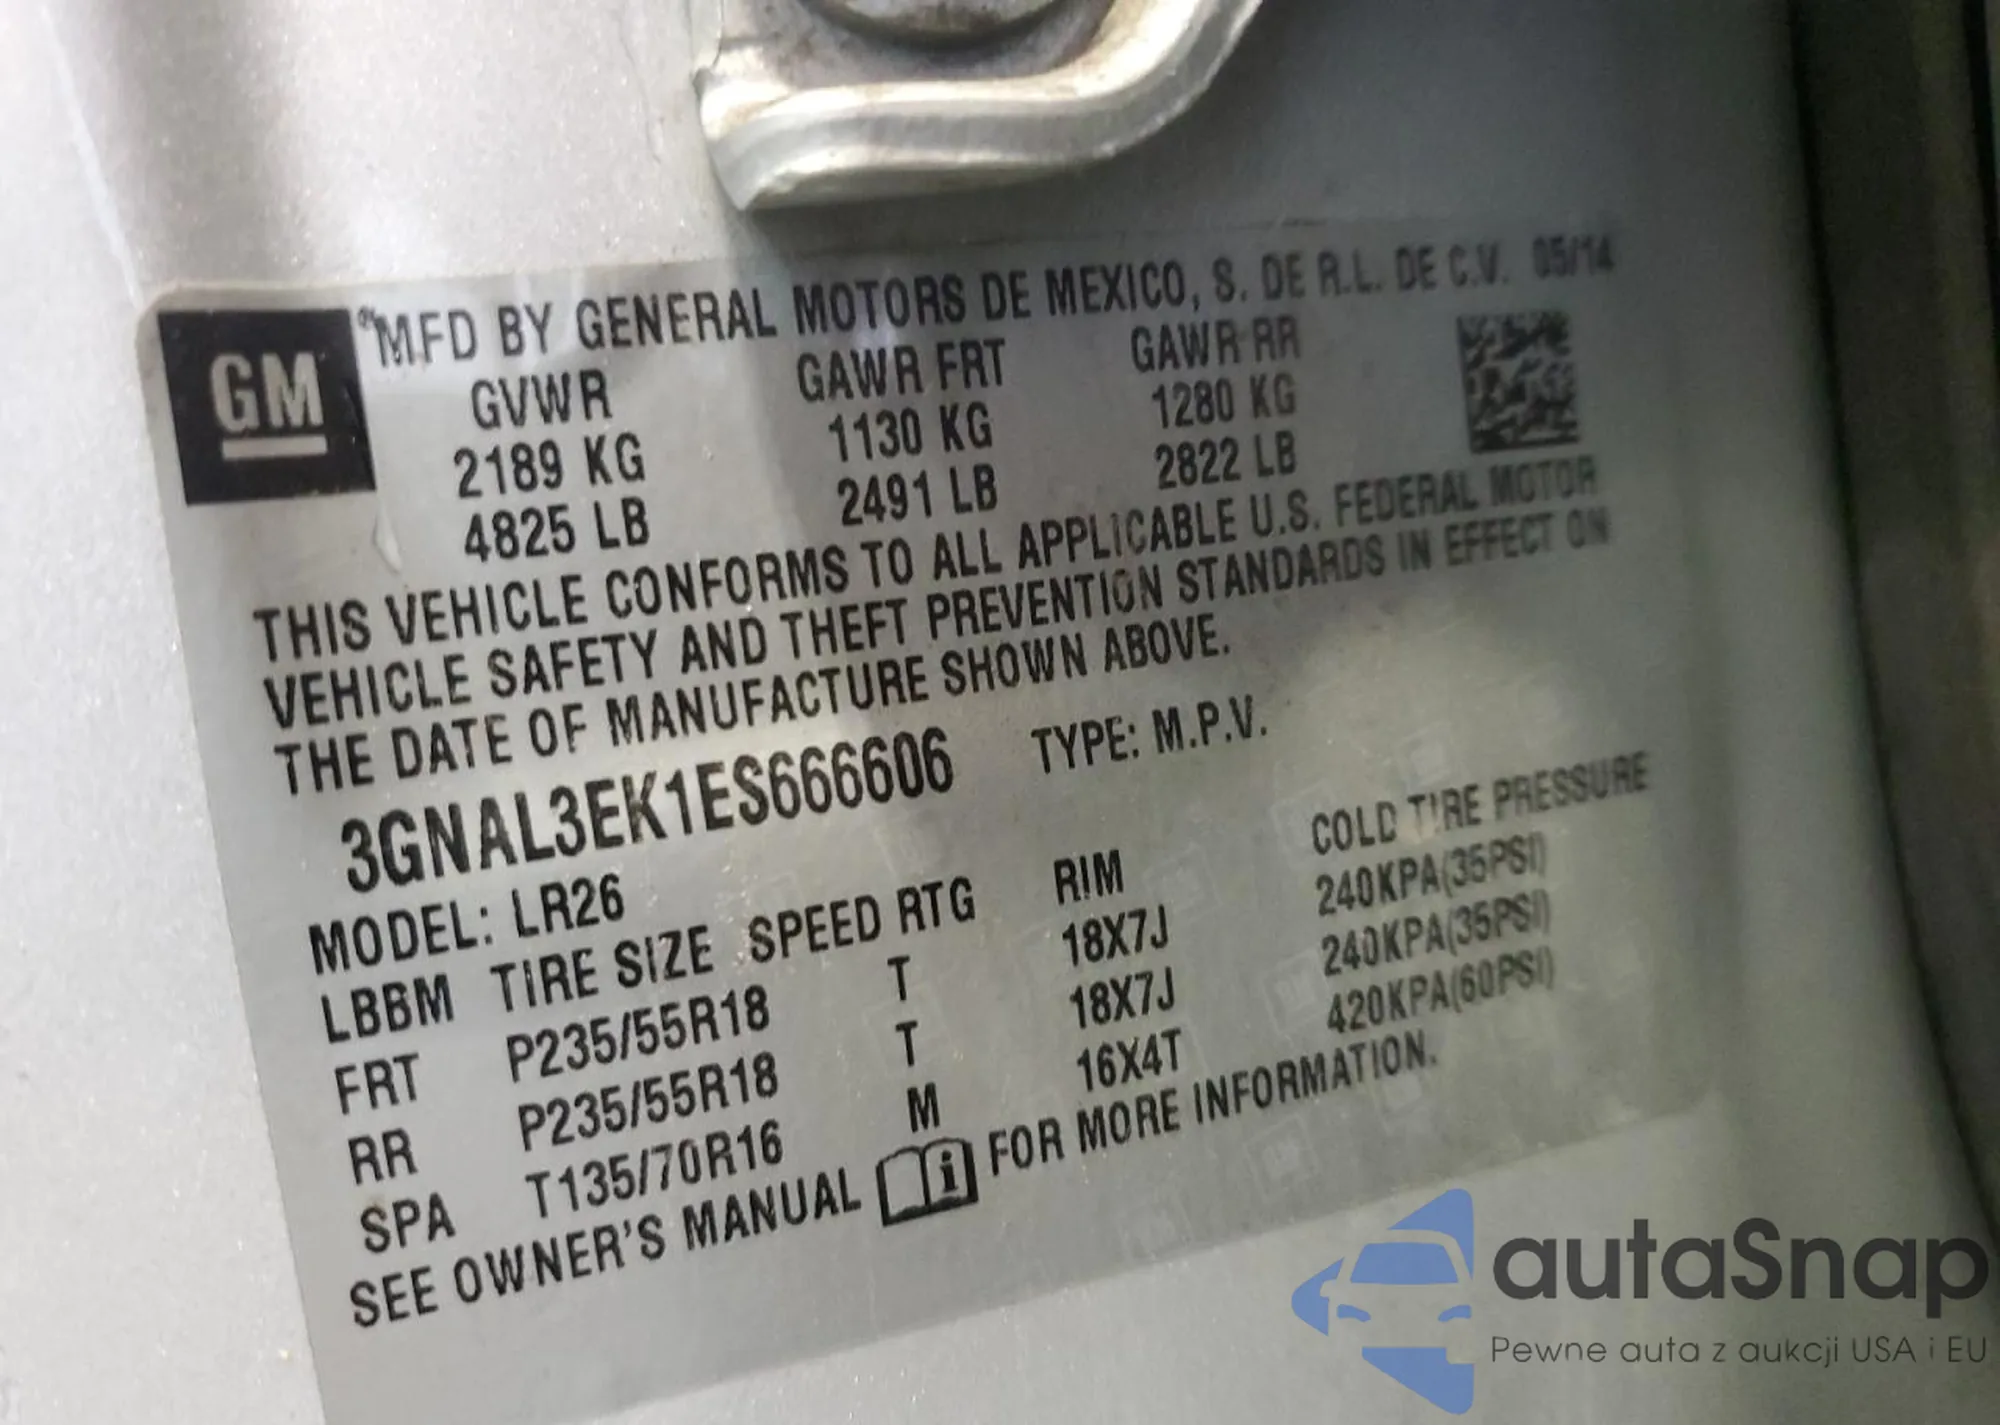 GM
®MFD BY GENERAL MOTORS DE MEXICO, S. DE R.L. DE C.V. 05/14
GVWR GAWR FRT GAWR RR
2189 KG 1130 KG 1280 KG
4825 LB 2491 LB 2822 LB
THIS VEHICLE CONFORMS TO ALL APPLICABLE U.S. FEDERAL MOTOR
VEHICLE SAFETY AND THEFT PREVENTION STANDARDS IN EFFECT ON
THE DATE OF MANUFACTURE SHOWN ABOVE.
3GNAL3EK1ES666606 TYPE: M.P.V.
MODEL: LR26
LBBM TIRE SIZE SPEED RTG RIM COLD TIRE PRESSURE
FRT P235/55R18 T 18X7J 240KPA(35PSI)
RR P235/55R18 T 18X7J 240KPA(35PSI)
SPA T135/70R16 M 16X4T 420KPA(60PSI)
SEE OWNER'S MANUAL i FOR MORE INFORMATION.
autaSnap
Pewne auta z aukcji USA i EU